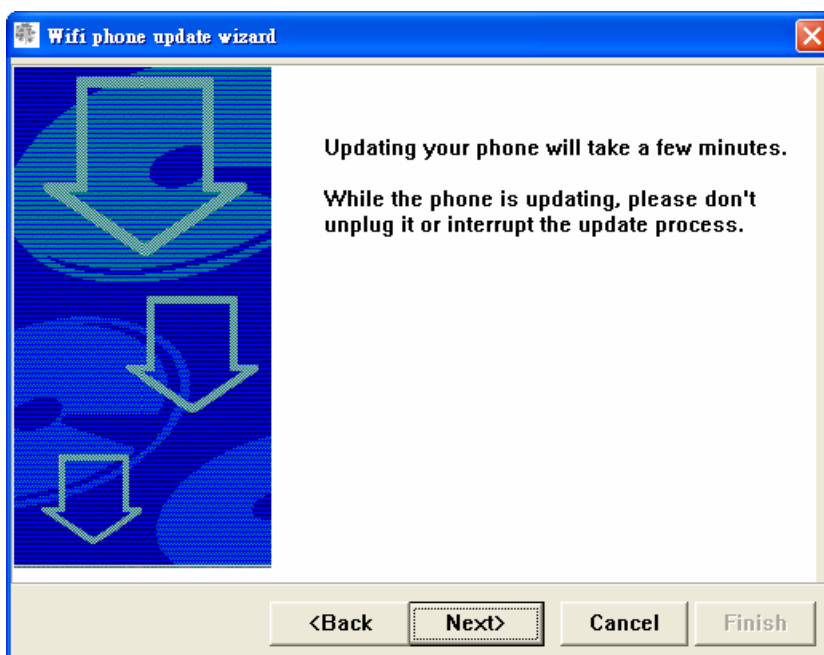 Wifi phone update wizard
Updating your phone will take a few minutes.
While the phone is updating, please don't
unplug it or interrupt the update process.
<Back
Next>
Cancel
Finish